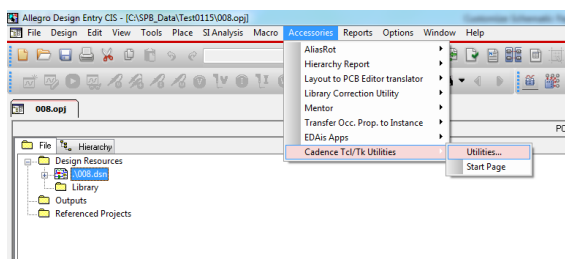 Allegro Design Entry CIS - [C:\SPB_Data\Test0115\008.opj]
File Design Edit View Tools Place SI Analysis Macro Accessories Reports Options Window Help
AliasRot
Hierarchy Report
Layout to PCB Editor translator
Library Correction Utility
Mentor
Transfer Occ. Prop. to Instance
EDAis Apps
Cadence Tcl/Tk Utilities
Utilities...
Start Page
008.opj
PC
File Hierarchy
Design Resources
.\008.dsn
Library
Outputs
Referenced Projects